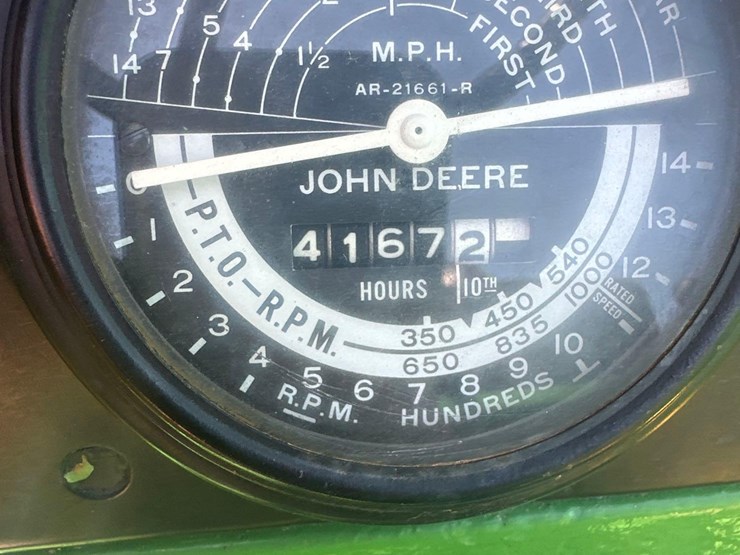 13
14
7
5
4
1½
M.P.H.
FIRST
SECOND
AR-21661-R
JOHN DEERE
41672
HOURS 10TH
P.T.O.-R.P.M.
350 450 540
650 835 1000
1 2 3 4 5 6 7 8 9 10 12 13 14
RATED
SPEED
R.P.M. HUNDREDS